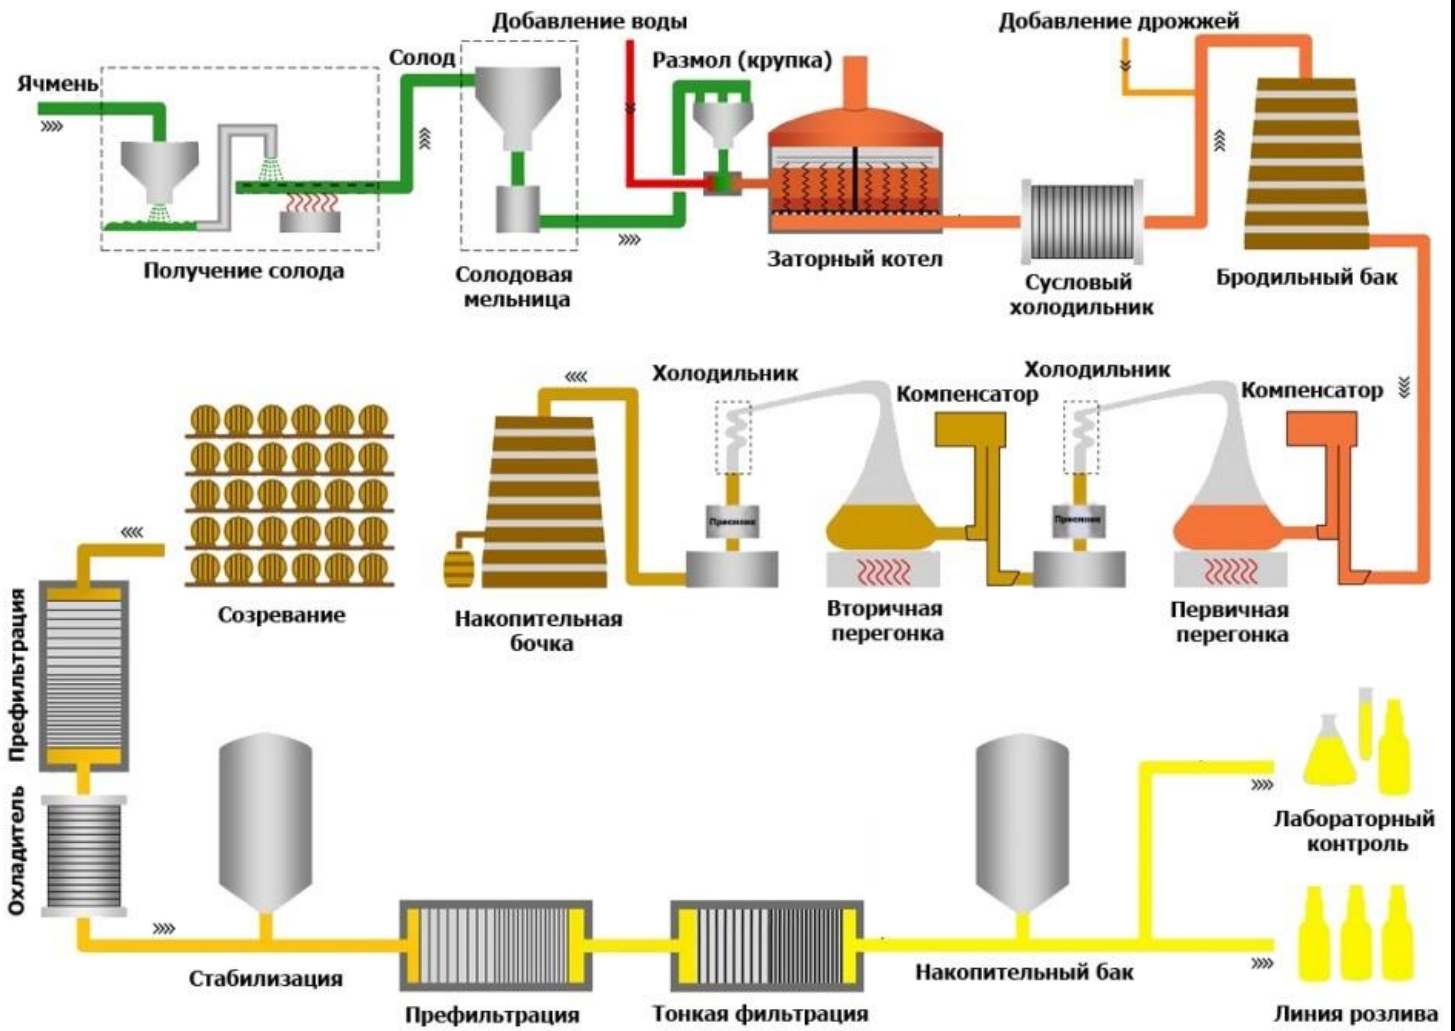 Добавление воды
Добавление дрожжей
Ячмень
Солод
Размол (крупка)
Получение солода
Солодовая
мельница
Заторный котел
Сусловый
холодильник
Бродильный бак
Холодильник
Компенсатор
Холодильник
Компенсатор
Приемник
Приемник
Созревание
Накопительная
бочка
Вторичная
перегонка
Первичная
перегонка
Префильтрация
Охладитель
Стабилизация
Префильтрация
Тонкая фильтрация
Накопительный бак
Лабораторный
контроль
Линия розлива